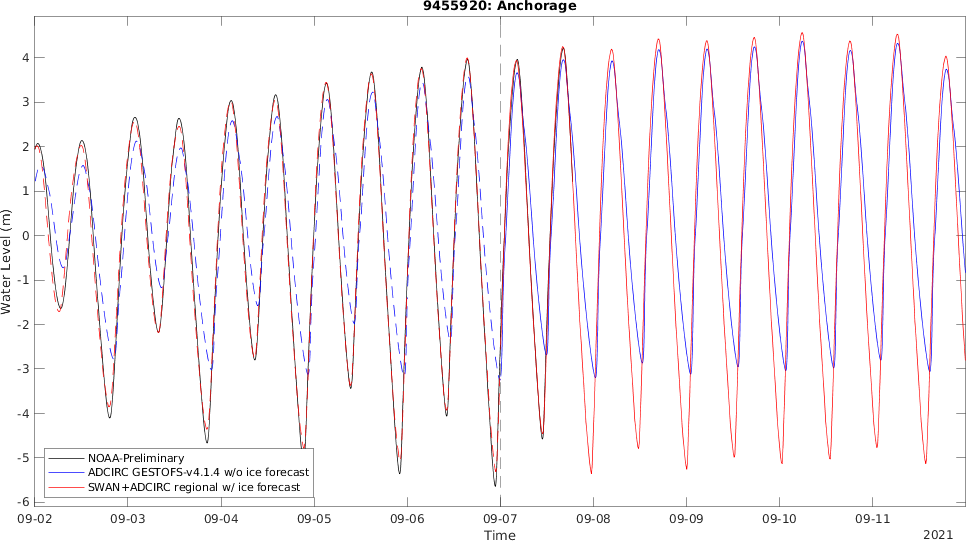 9455920: Anchorage
Water Level (m)
4
3
2
1
0
-1
-2
-3
-4
-5
-6
NOAA-Preliminary
ADCIRC GESTOFS-v4.1.4 w/o ice forecast
SWAN+ADCIRC regional w/ ice forecast
09-02 09-03 09-04 09-05 09-06 09-07 09-08 09-09 09-10 09-11
Time
2021